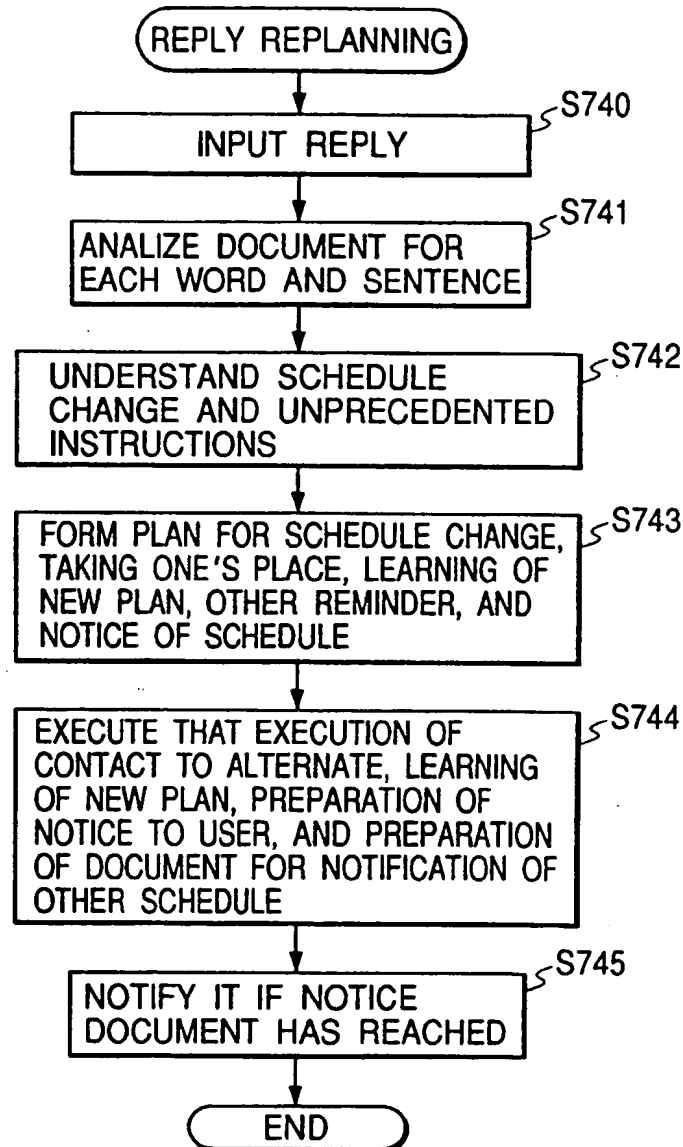 REPLY REPLANNING
S740
INPUT REPLY
S741
ANALIZE DOCUMENT FOR
EACH WORD AND SENTENCE
S742
UNDERSTAND SCHEDULE
CHANGE AND UNPRECEDENTED
INSTRUCTIONS
S743
FORM PLAN FOR SCHEDULE CHANGE,
TAKING ONE'S PLACE, LEARNING OF
NEW PLAN, OTHER REMINDER, AND
NOTICE OF SCHEDULE
S744
EXECUTE THAT EXECUTION OF
CONTACT TO ALTERNATE, LEARNING
OF NEW PLAN, PREPARATION OF
NOTICE TO USER, AND PREPARATION
OF DOCUMENT FOR NOTIFICATION OF
OTHER SCHEDULE
S745
NOTIFY IT IF NOTICE
DOCUMENT HAS REACHED
END